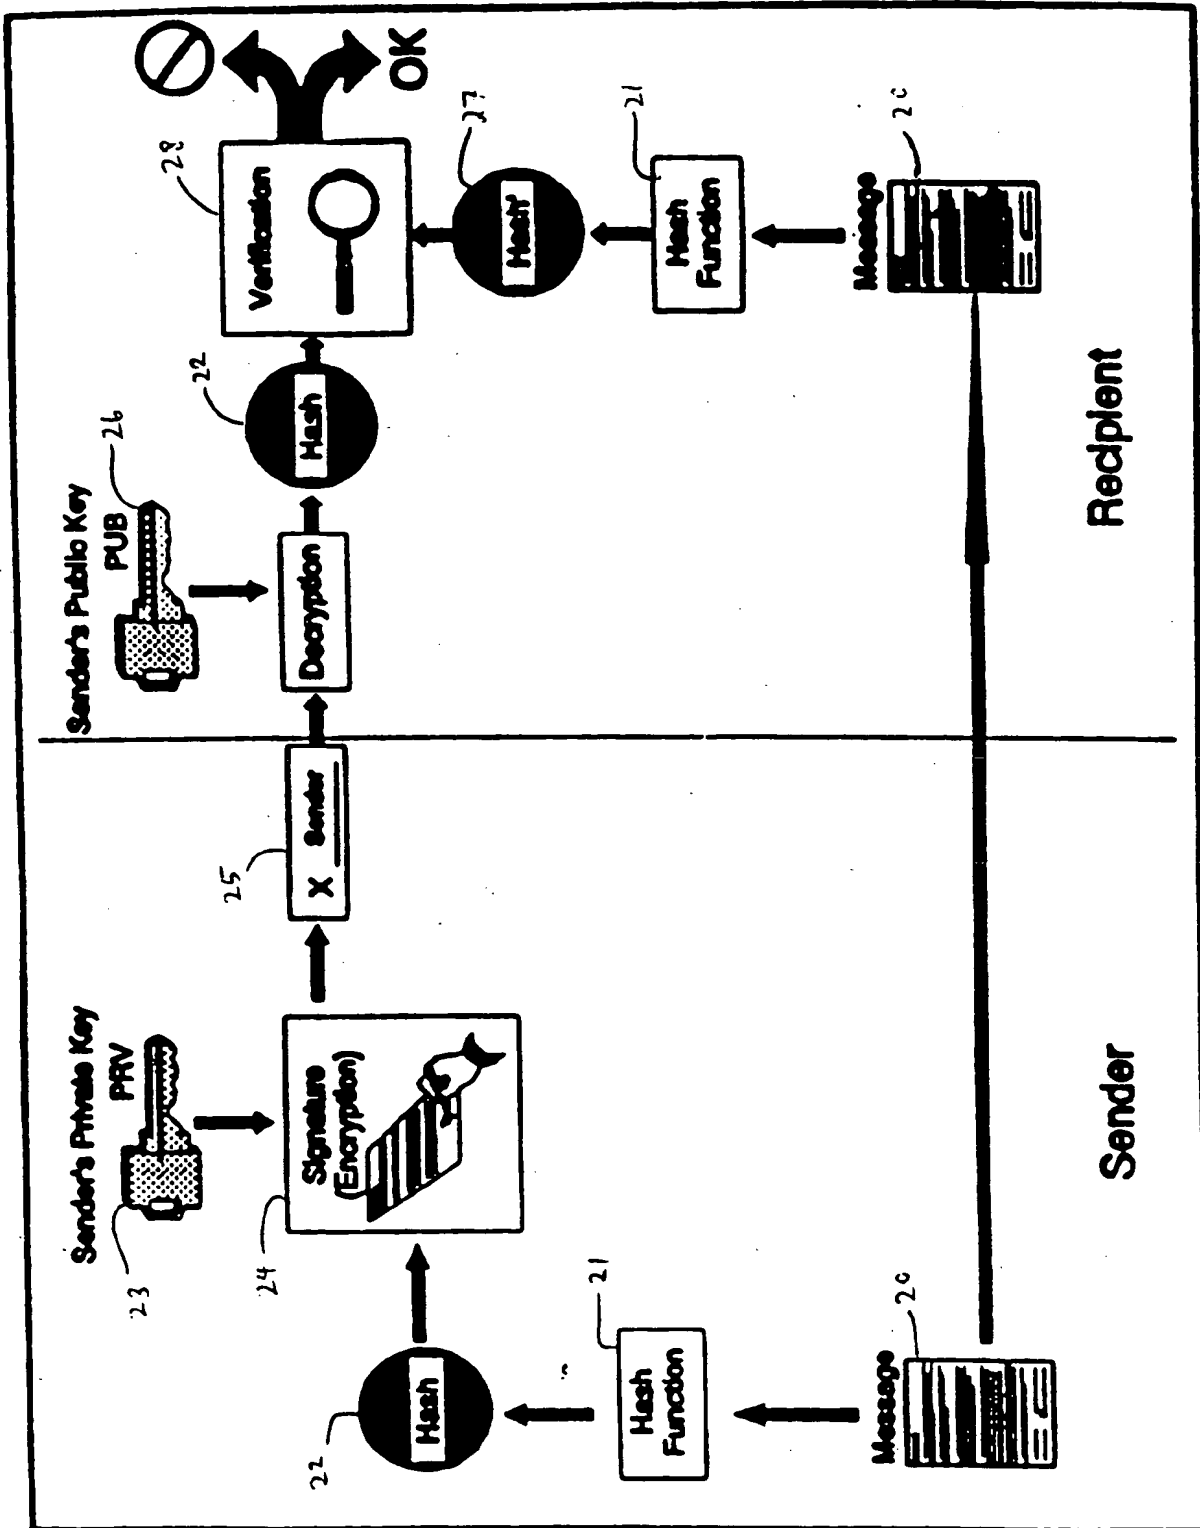 Sender's Private Key
PRV
23
Sender's Public Key
PUB
26
24
Signature
(Encryption)
25
X Sender
Decryption
22
Hash
28
Verification
OK
22
Hash
27
Hash'
21
Hash
Function
21
Hash
Function
Message
20
Message
20
Sender
Recipient